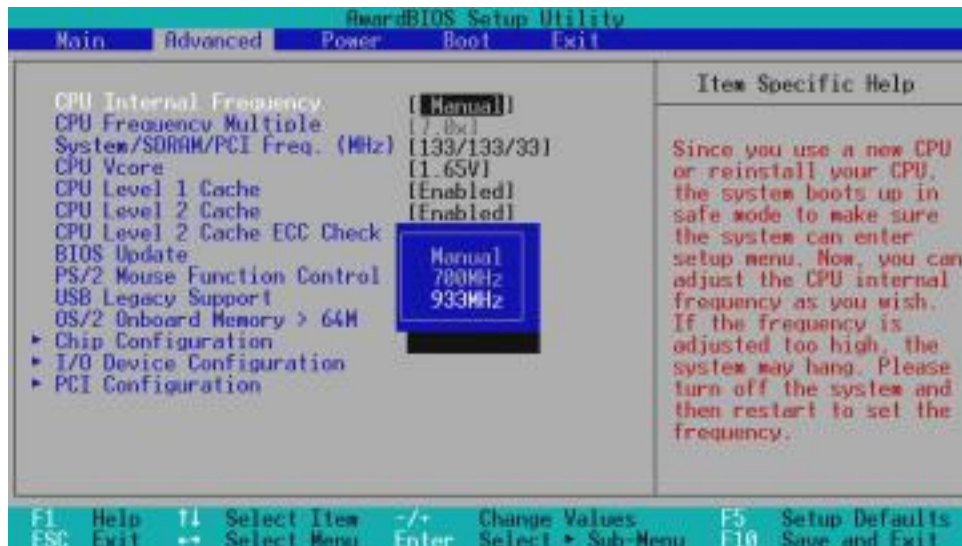 AwardBIOS Setup Utility
Main Advanced Power Boot Exit
CPU Internal Frequency [ Manual]
CPU Frequency Multiple [7.0x]
System/SDRAM/PCI Freq. (MHz) [133/133/33]
CPU Vcore [1.65V]
CPU Level 1 Cache [Enabled]
CPU Level 2 Cache [Enabled]
CPU Level 2 Cache ECC Check
BIOS Update
PS/2 Mouse Function Control
USB Legacy Support
OS/2 Onboard Memory > 64M
Chip Configuration
I/O Device Configuration
PCI Configuration
Manual
700MHz
933MHz
Item Specific Help
Since you use a new CPU
or reinstall your CPU,
the system boots up in
safe mode to make sure
the system can enter
setup menu. Now, you can
adjust the CPU internal
frequency as you wish.
If the frequency is
adjusted too high, the
system may hang. Please
turn off the system and
then restart to set the
frequency.
F1 Help ↑↓ Select Item -/+ Change Values F5 Setup Defaults
ESC Exit ←→ Select Menu Enter Select ► Sub-Menu F10 Save and Exit